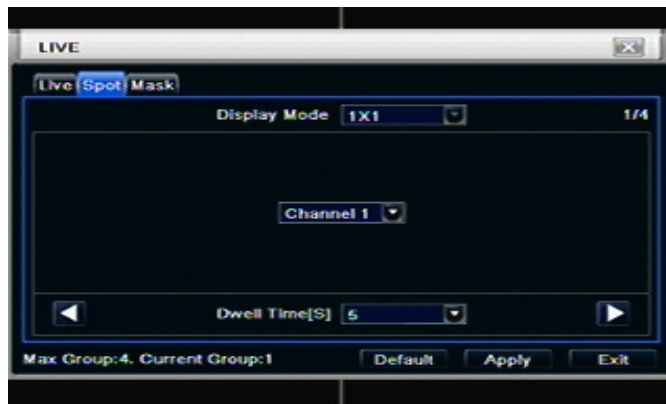 LIVE
Live Spot Mask
Display Mode 1X1 1/4
Channel 1
Dwell Time[S] 5
Max Group:4. Current Group:1 Default Apply Exit